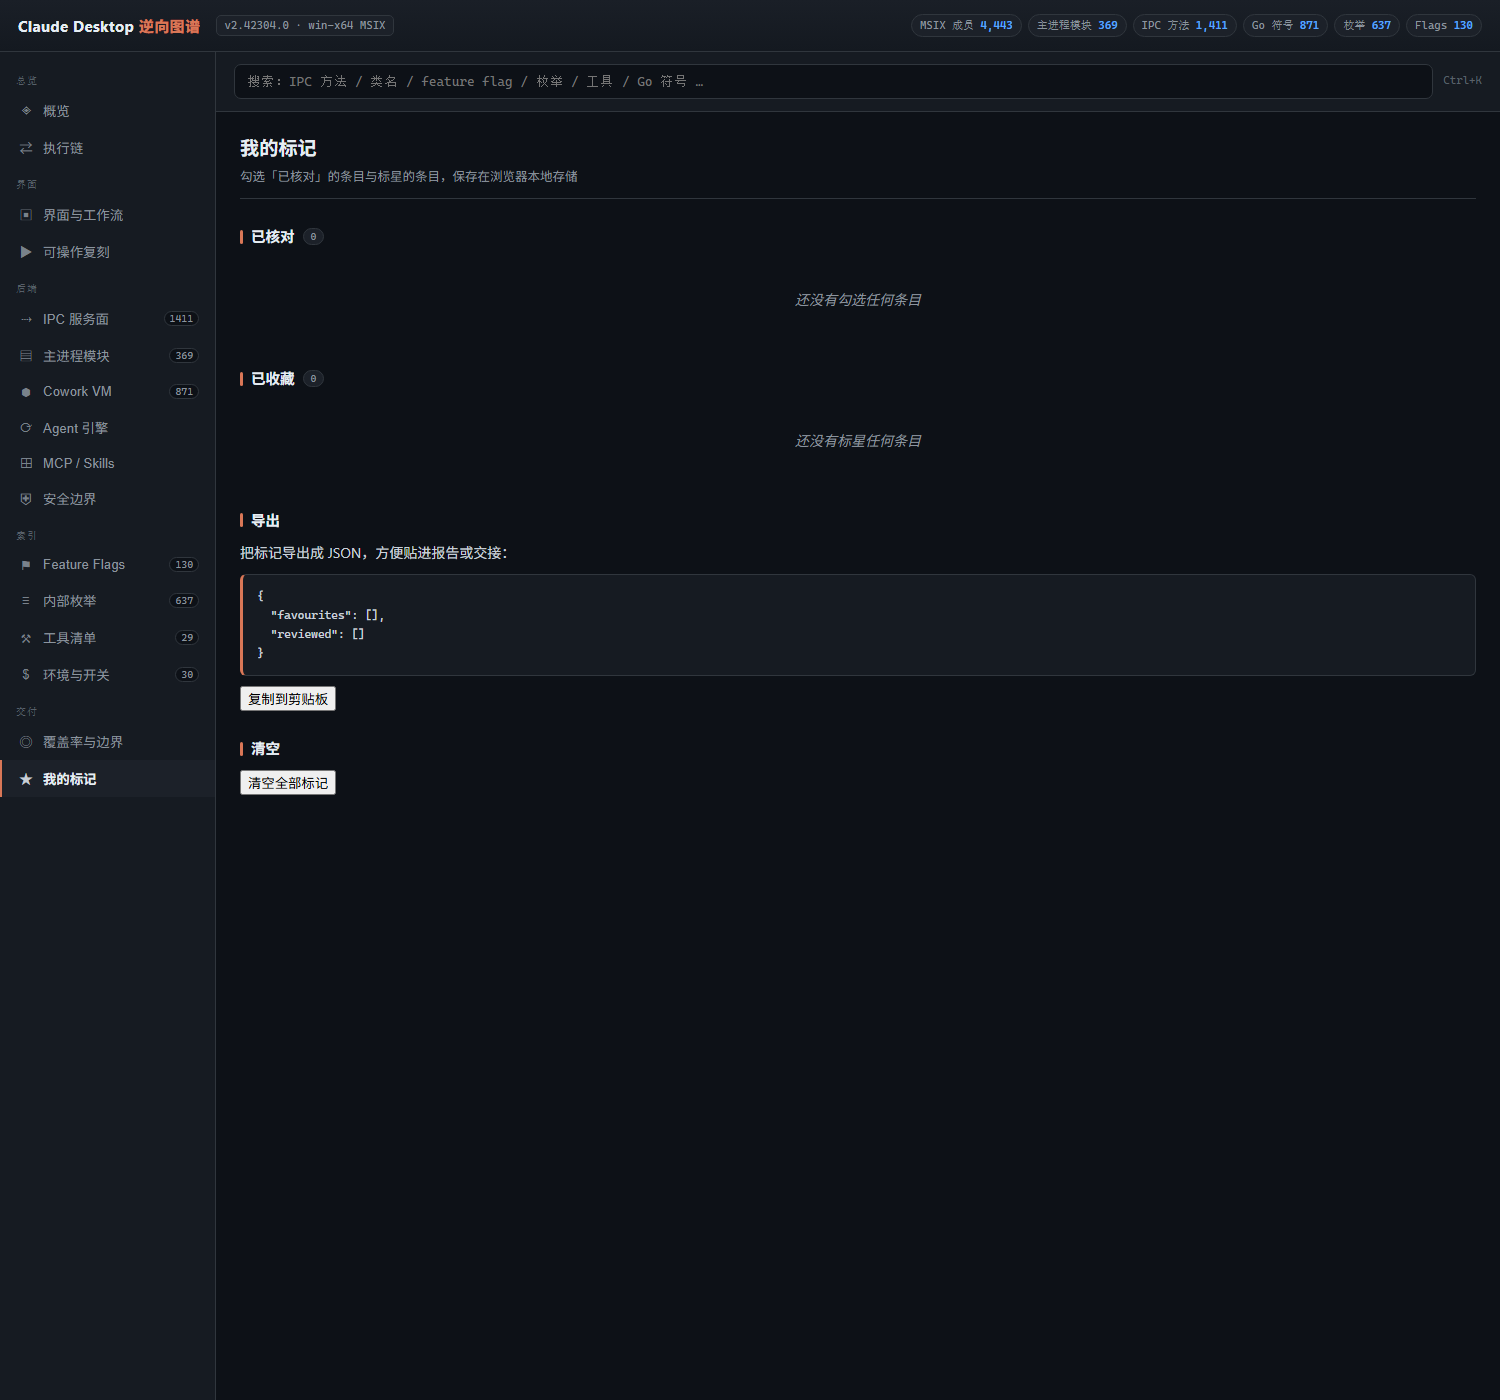 Claude Desktop 逆向图谱
v2.42304.0 · win-x64 MSIX
MSIX 成员 4,443
主进程模块 369
IPC 方法 1,411
Go 符号 871
枚举 637
Flags 130
总览
概览
执行链
界面
界面与工作流
可操作复刻
后端
IPC 服务面 1411
主进程模块 369
Cowork VM 871
Agent 引擎
MCP / Skills
安全边界
索引
Feature Flags 130
内部枚举 637
工具清单 29
$ 环境与开关 30
交付
覆盖率与边界
★ 我的标记
搜索: IPC 方法 / 类名 / feature flag / 枚举 / 工具 / Go 符号 …
Ctrl+K
我的标记
勾选「已核对」的条目与标星的条目，保存在浏览器本地存储
已核对 0
还没有勾选任何条目
已收藏 0
还没有标星任何条目
导出
把标记导出成 JSON，方便贴进报告或交接：
{
"favourites": [],
"reviewed": []
}
复制到剪贴板
清空
清空全部标记